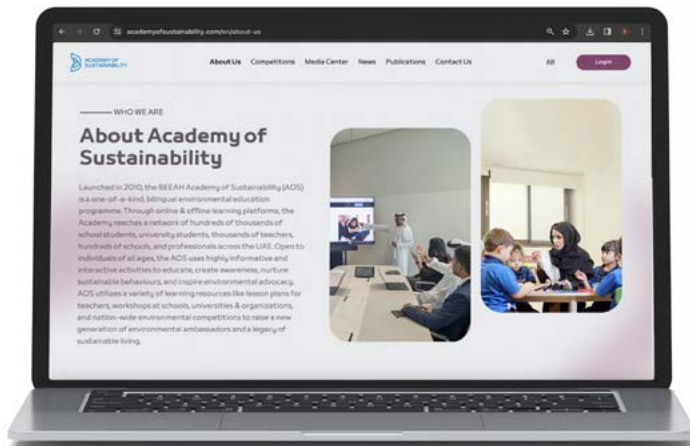 academyofsustainability.com/en/about-us
ACADEMY OF
SUSTAINABILITY
About Us Competitions Media Center News Publications Contact Us AR Login
WHO WE ARE
About Academy of
Sustainability
Launched in 2010, the BEEAH Academy of Sustainability (AOS)
is a one-of-a-kind, bilingual environmental education
programme. Through online & offline learning platforms, the
Academy reaches a network of hundreds of thousands of
school students, university students, thousands of teachers,
hundreds of schools, and professionals across the UAE. Open to
individuals of all ages, the AOS uses highly informative and
interactive activities to educate, create awareness, nurture
sustainable behaviours, and inspire environmental advocacy.
AOS utilizes a variety of learning resources like lesson plans for
teachers, workshops at schools, universities & organizations,
and nation-wide environmental competitions to raise a new
generation of environmental ambassadors and a legacy of
sustainable living.